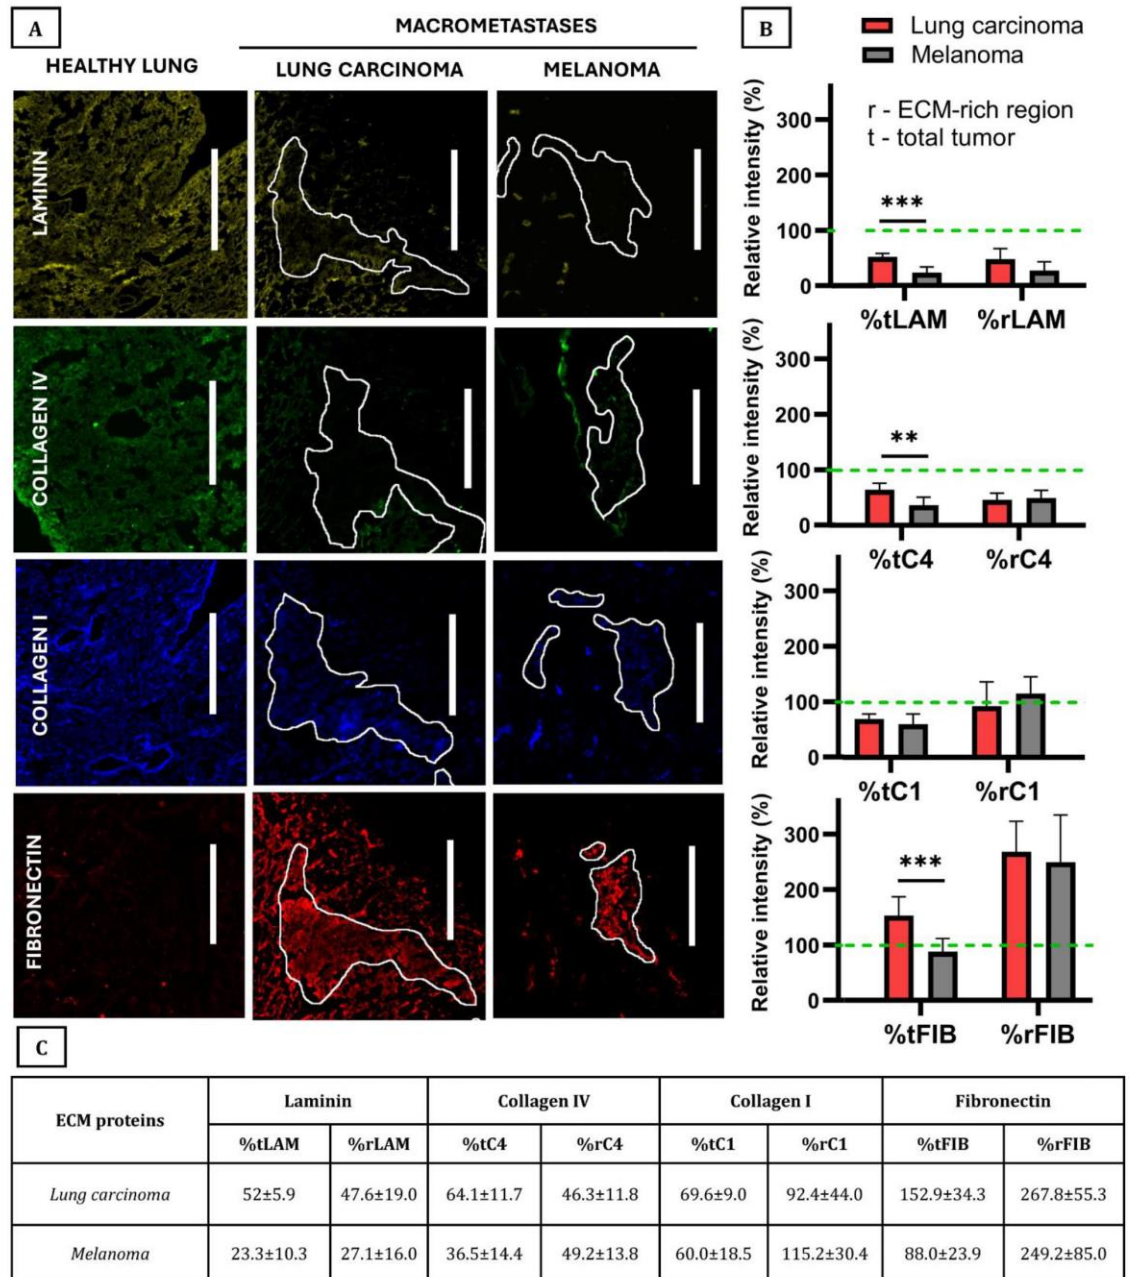 A
MACROMETASTASES
HEALTHY LUNG
LUNG CARCINOMA
MELANOMA
LAMININ
COLLAGEN IV
COLLAGEN I
FIBRONECTIN
B
Lung carcinoma
Melanoma
r - ECM-rich region
t - total tumor
Relative intensity (%)
300
200
100
0
***
%tLAM %rLAM
Relative intensity (%)
300
200
100
0
**
%tC4 %rC4
Relative intensity (%)
300
200
100
0
%tC1 %rC1
Relative intensity (%)
300
200
100
0
***
%tFIB %rFIB
C
ECM proteins Laminin Collagen IV Collagen I Fibronectin
%tLAM %rLAM %tC4 %rC4 %tC1 %rC1 %tFIB %rFIB
Lung carcinoma 52±5.9 47.6±19.0 64.1±11.7 46.3±11.8 69.6±9.0 92.4±44.0 152.9±34.3 267.8±55.3
Melanoma 23.3±10.3 27.1±16.0 36.5±14.4 49.2±13.8 60.0±18.5 115.2±30.4 88.0±23.9 249.2±85.0